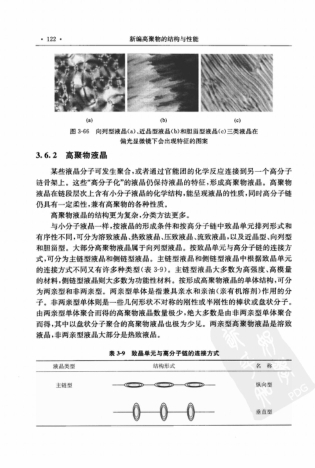 · 122 ·
新编高聚物的结构与性能
(a)
(b)
(c)
图 3-66 向列型液晶(a)、近晶型液晶(b)和胆甾型液晶(c)三类液晶在
偏光显微镜下会出现特征的图案
3.6.2 高聚物液晶
某些液晶分子可发生聚合,或者通过官能团的化学反应连接到另一个高分子
链骨架上。这些“高分子化”的液晶仍保持液晶的特征,形成高聚物液晶。高聚物
液晶在链段层次上含有小分子液晶的化学结构,能呈现液晶的性质,同时高分子链
仍具有一定柔性,兼有高聚物的各种性质。
高聚物液晶的结构更为复杂,分类方法更多。
与小分子液晶一样,按液晶的形成条件和按高分子链中致晶单元排列形式和
有序性不同,可分为溶致液晶、热致液晶、压致液晶、流致液晶,以及近晶型、向列型
和胆甾型。大部分高聚物液晶属于向列型液晶。按致晶单元与高分子链的连接方
式,可分为主链型液晶和侧链型液晶。主链型液晶和侧链型液晶中根据致晶单元
的连接方式不同又有许多种类型(表 3-9)。主链型液晶大多数为高强度、高模量
的材料,侧链型液晶则大多数为功能性材料。按形成高聚物液晶的单体结构,可分
为两亲型和非两亲型。两亲型单体是指兼具亲水和亲油(亲有机溶剂)作用的分
子。非两亲型单体则是一些几何形状不对称的刚性或半刚性的棒状或盘状分子。
由两亲型单体聚合而得的高聚物液晶数量极少,绝大多数是由非两亲型单体聚合
而得,其中以盘状分子聚合的高聚物液晶也极为少见。两亲型高聚物液晶是溶致
液晶,非两亲型液晶大部分是热致液晶。
表 3-9 致晶单元与高分子链的连接方式
液晶类型 结构形式 名 称
主链型 纵向型
垂直型
PDG